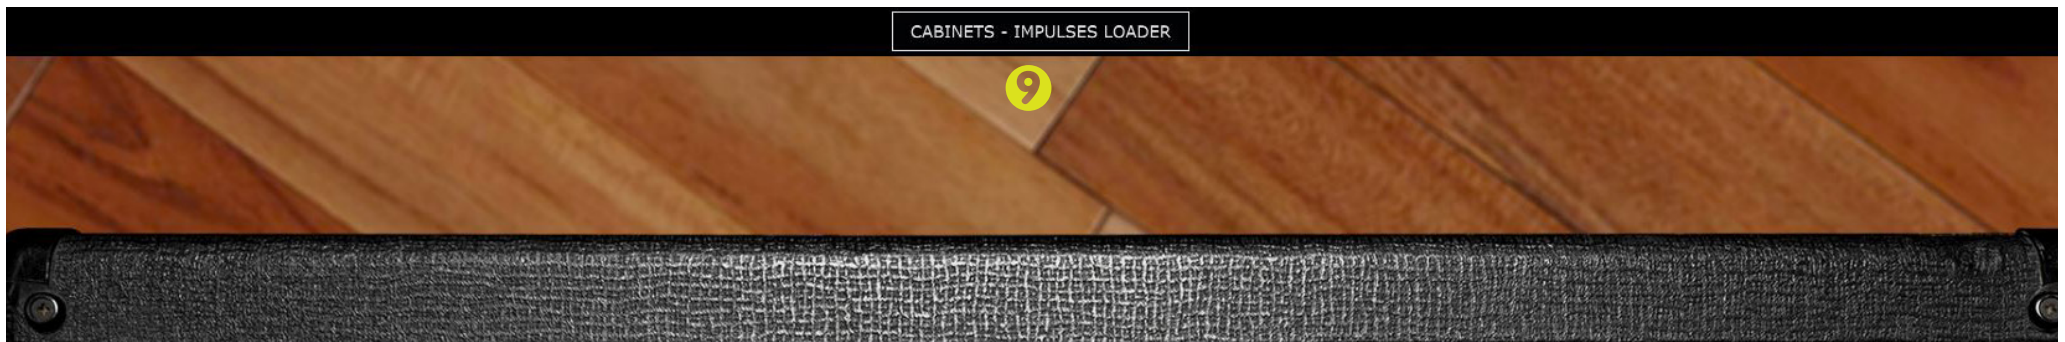 CABINETS - IMPULSES LOADER
9